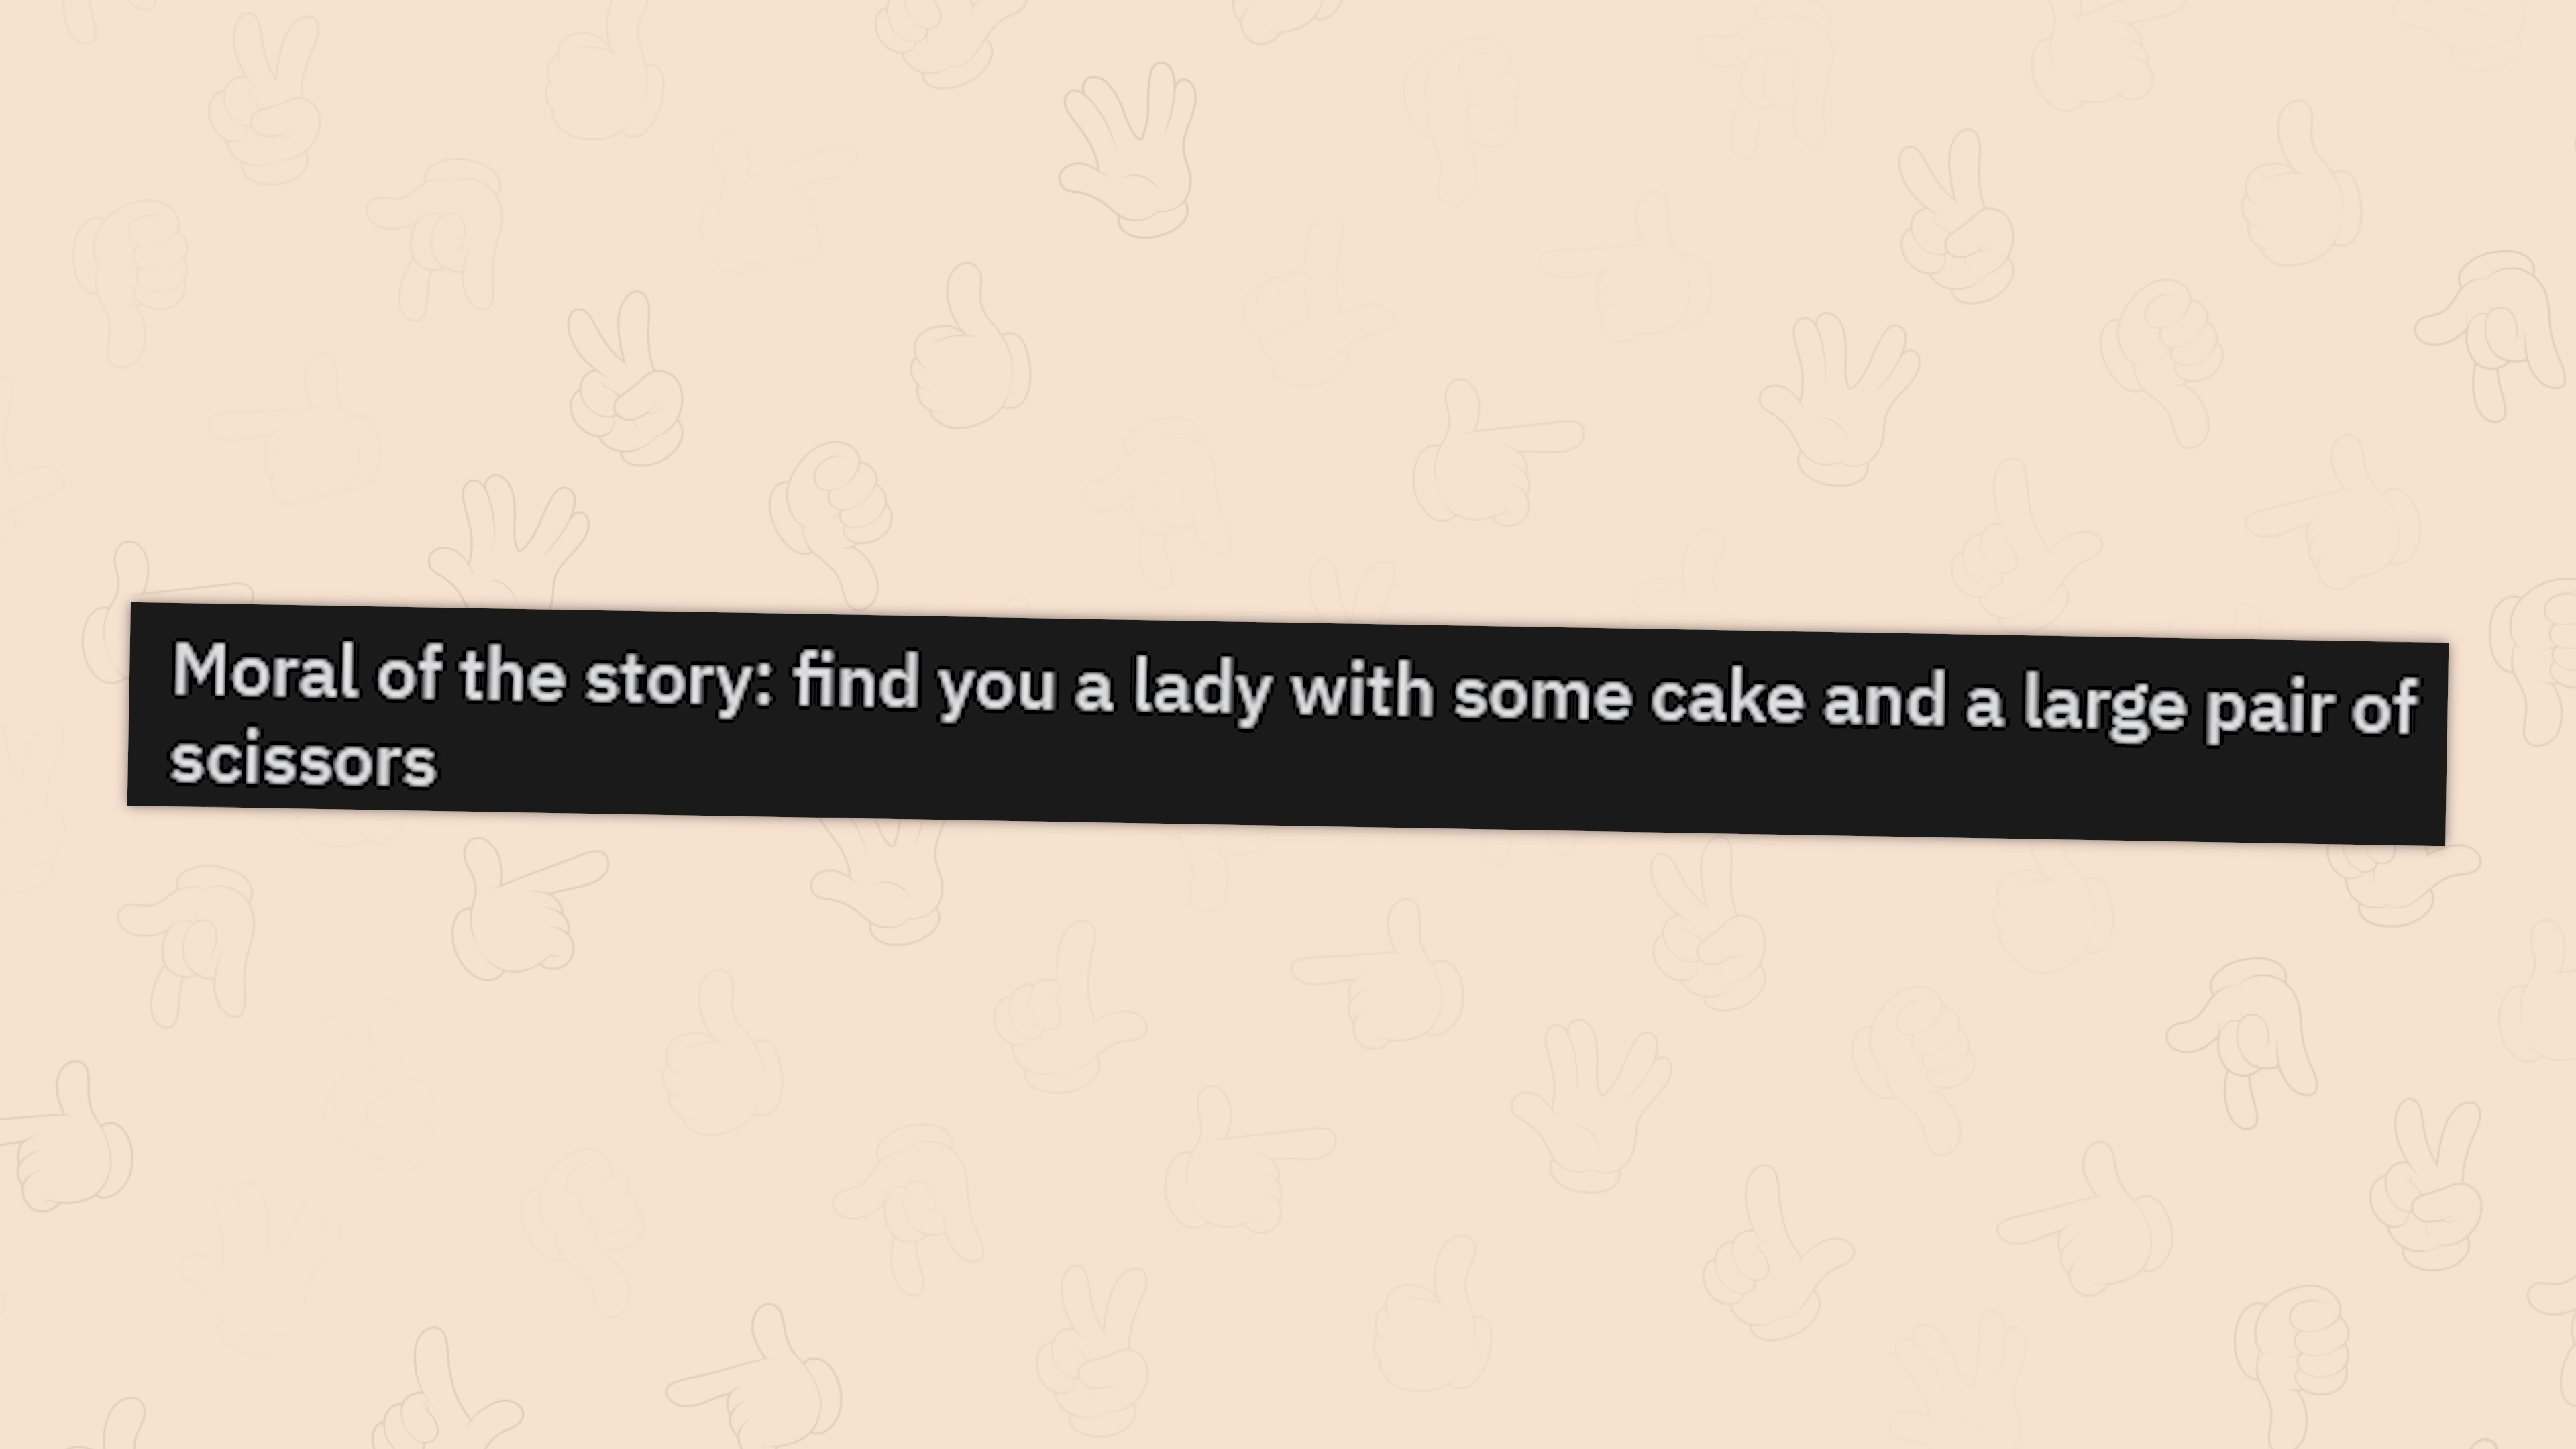 Moral of the story: find you a lady with some cake and a large pair of
scissors